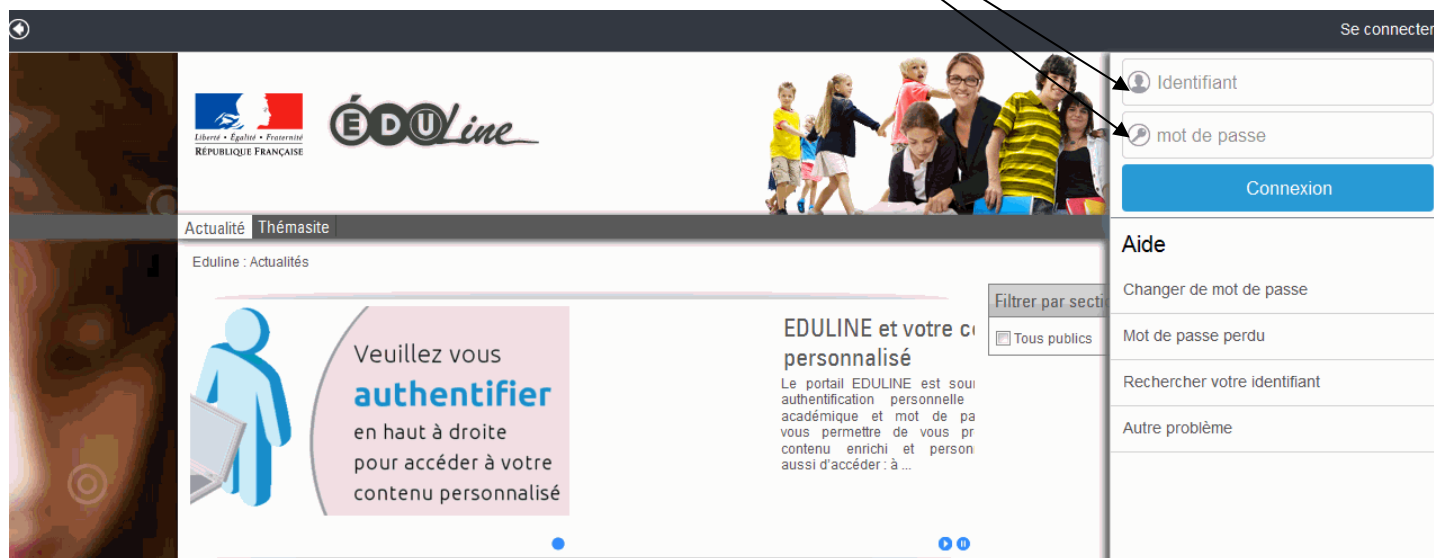 Se connecter
Identifiant
mot de passe
Connexion
Liberté • Égalité • Fraternité
RÉPUBLIQUE FRANÇAISE
ÉDULine
Actualité Thémasite
Eduline : Actualités
Veuillez vous
authentifier
en haut à droite
pour accéder à votre
contenu personnalisé
EDULINE et votre c
personnalisé
Le portail EDULINE est sou
authentification personnelle
académique et mot de pa
vous permettre de vous pr
contenu enrichi et person
aussi d'accéder : à ...
Filtrer par secti
Tous publics
Aide
Changer de mot de passe
Mot de passe perdu
Rechercher votre identifiant
Autre problème